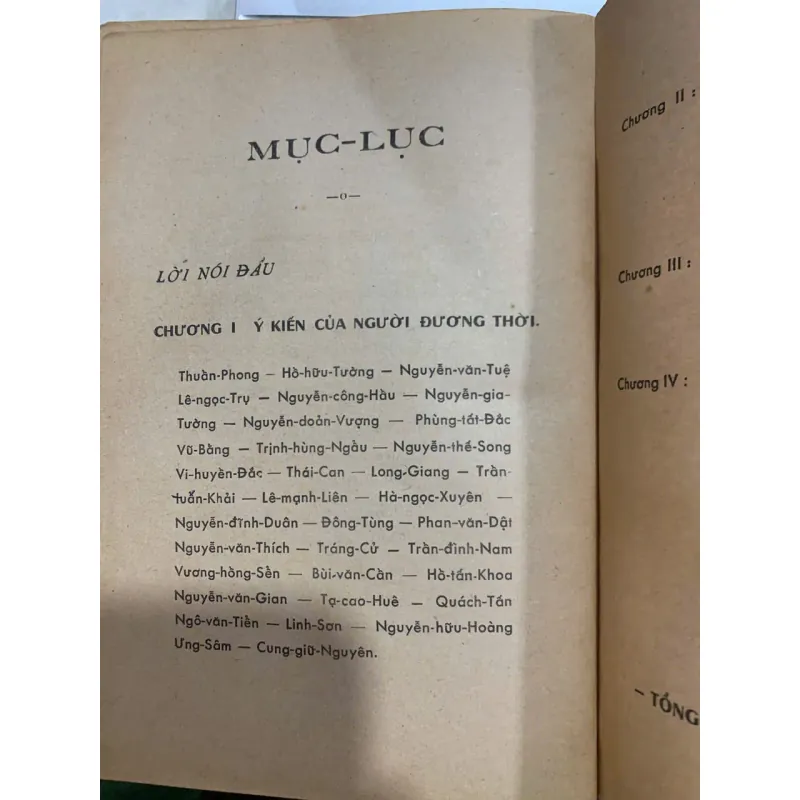 MỤC-LỤC
—o—
LỜI NÓI ĐẦU
CHƯƠNG I Ý KIẾN CỦA NGƯỜI ĐƯƠNG THỜI.
Thuần-Phong — Hồ-hữu-Tường — Nguyễn-văn-Tuệ
Lê-ngọc-Trụ — Nguyễn-công-Hầu — Nguyễn-gia-
Tường — Nguyễn-doản-Vượng — Phùng-tất-Đắc
Vũ-Bằng — Trịnh-hùng-Ngầu — Nguyễn-thế-Song
Vi-huyền-Đắc — Thái-Can — Long-Giang — Trần-
tuấn-Khải — Lê-mạnh-Liên — Hà-ngọc-Xuyên —
Nguyễn-đĩnh-Duân — Đông-Tùng — Phan-văn-Dật
Nguyễn-văn-Thích — Tráng-Cử — Trần-đình-Nam
Vương-hồng-Sền — Bùi-văn-Cần — Hồ-tấn-Khoa
Nguyễn-văn-Gian — Tạ-cao-Huê — Quách-Tấn
Ngô-văn-Tiền — Linh-Sơn — Nguyễn-hữu-Hoàng
Ưng-Sâm — Cung-giữ-Nguyên.
Chương II :
Chương III :
Chương IV :
— TỔNG